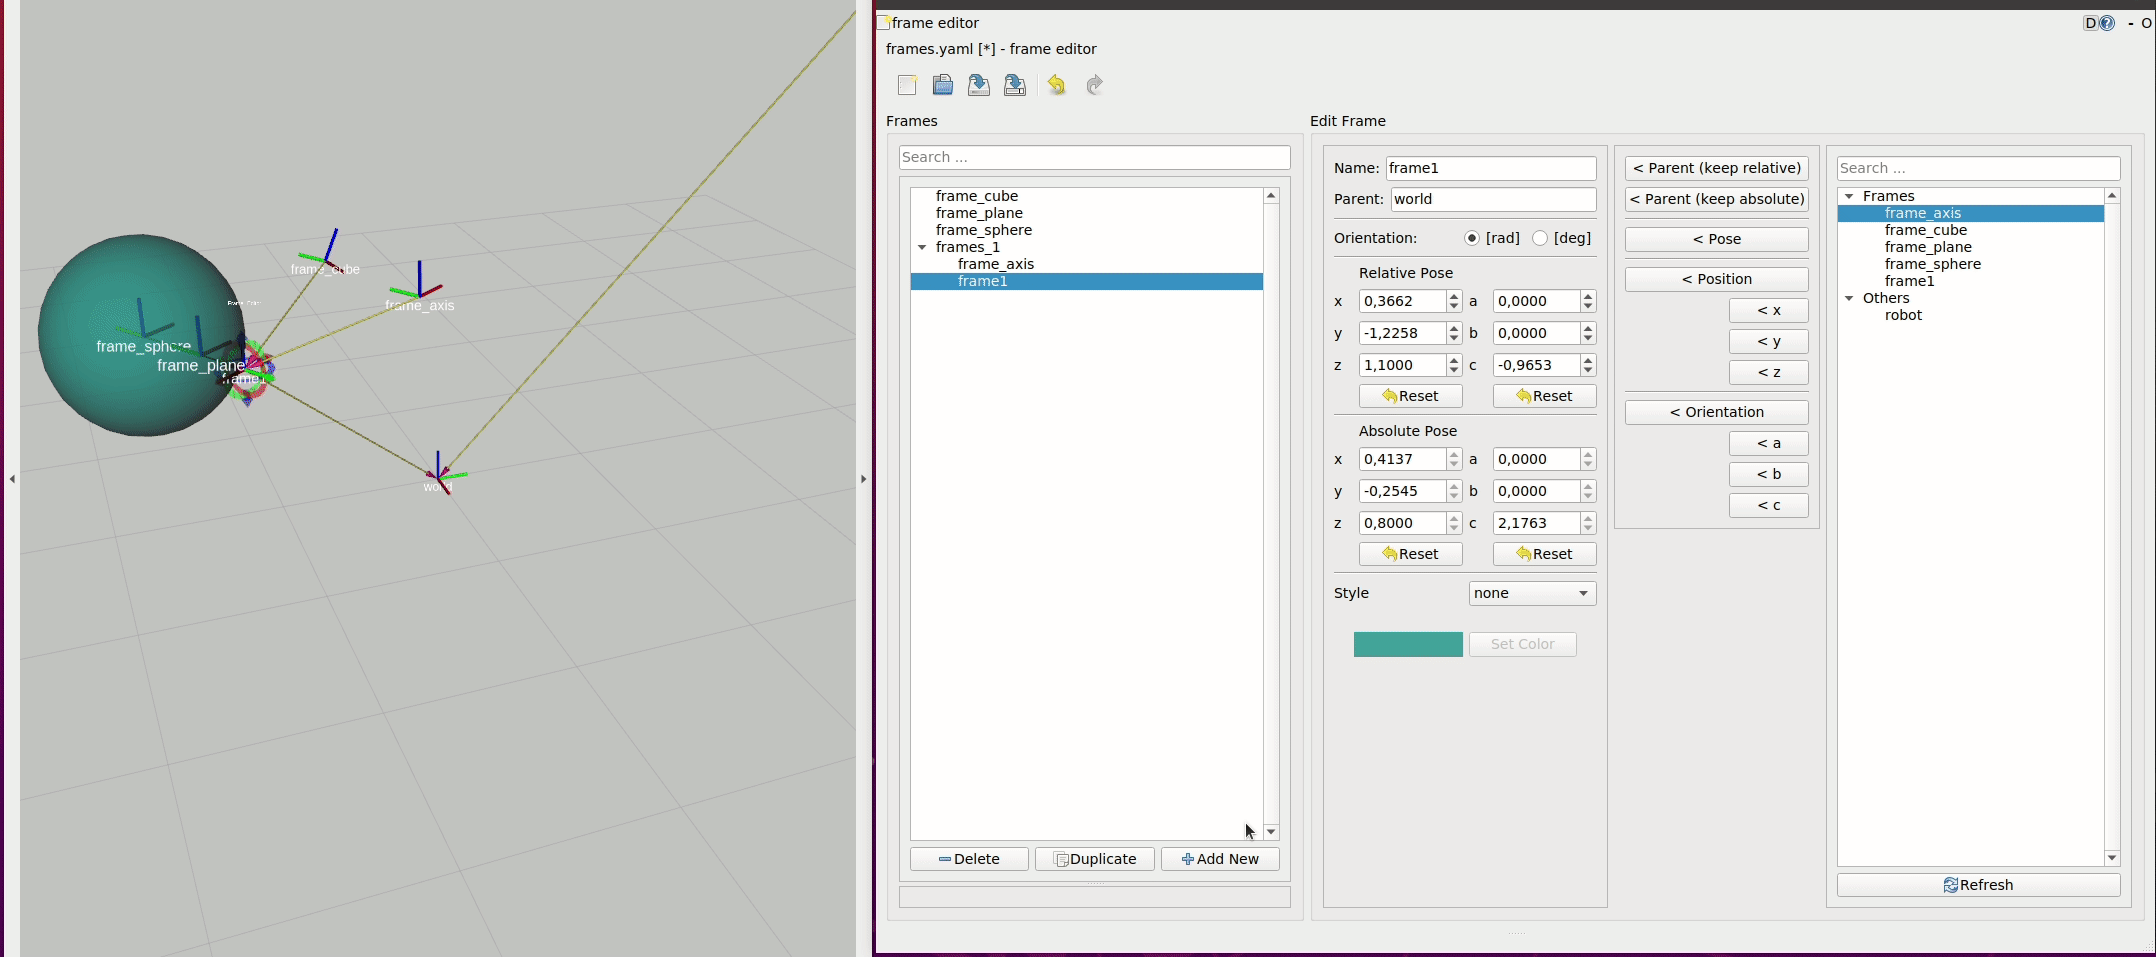 frame_cube
frame_axis
frame_sphere
frame_plane
frame1
world
frame editor
D
- O
frames.yaml [*] - frame editor
Frames
Search ...
frame_cube
frame_plane
frame_sphere
frames_1
frame_axis
frame1
Delete
Duplicate
Add New
Edit Frame
Name: frame1
Parent: world
Orientation: [rad] [deg]
Relative Pose
x 0,3662 a 0,0000
y -1,2258 b 0,0000
z 1,1000 c -0,9653
Reset Reset
Absolute Pose
x 0,4137 a 0,0000
y -0,2545 b 0,0000
z 0,8000 c 2,1763
Reset Reset
Style none
Set Color
< Parent (keep relative)
< Parent (keep absolute)
< Pose
< Position
< x
< y
< z
< Orientation
< a
< b
< c
Search ...
Frames
frame_axis
frame_cube
frame_plane
frame_sphere
frame1
Others
robot
Refresh